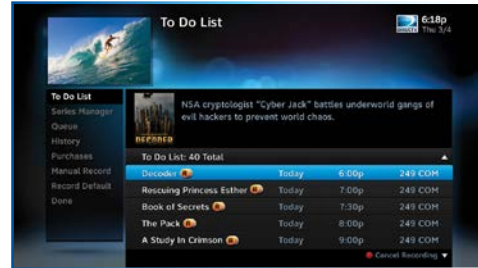 To Do List
6:18p
DIRECTV
Thu 3/4
To Do List
Series Manager
Queue
History
Purchases
Manual Record
Record Default
Done
NSA cryptologist "Cyber Jack" battles underworld gangs of
evil hackers to prevent world chaos.
DECODER
To Do List: 40 Total
Decoder Today 6:00p 249 COM
Rescuing Princess Esther Today 7:00p 249 COM
Book of Secrets Today 7:30p 249 COM
The Pack Today 8:00p 249 COM
A Study In Crimson Today 9:00p 249 COM
Cancel Recording